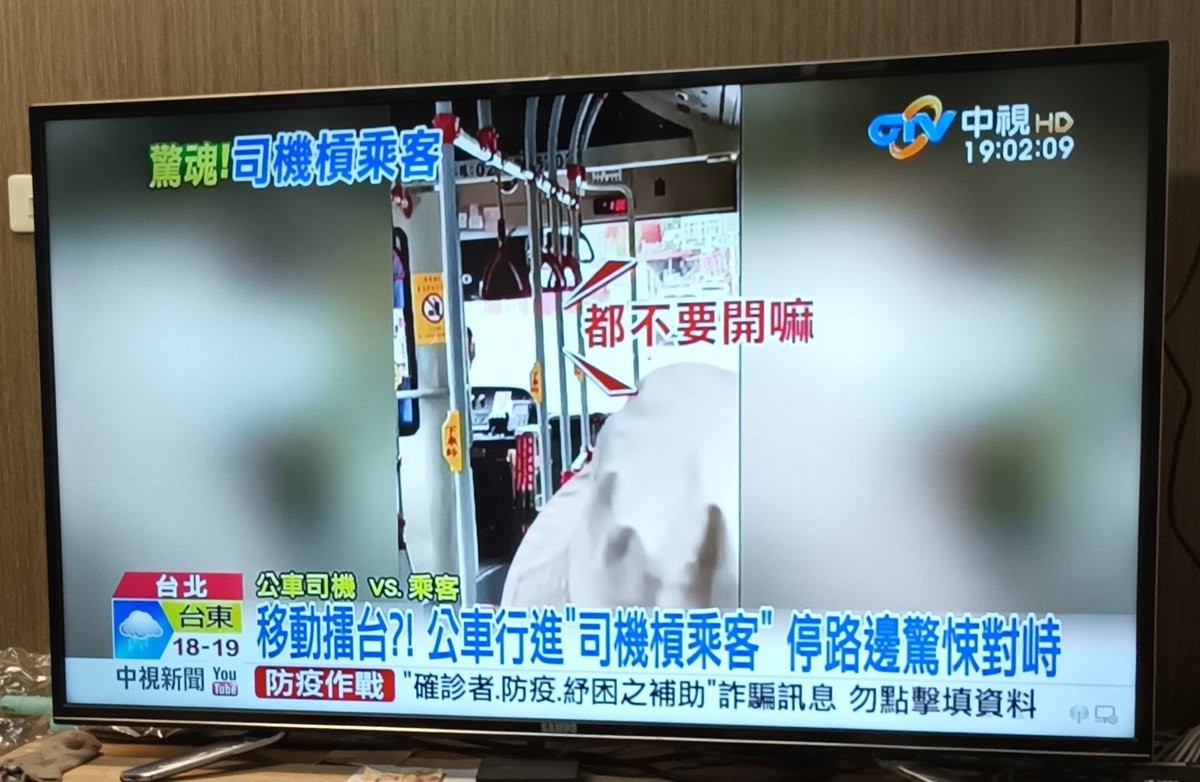 驚魂!司機槓乘客
CTV 中視 HD
19:02:09
都不要開嘛
下車鈴
台北
公車司機 vs. 乘客
台東
18-19
移動擂台?! 公車行進"司機槓乘客" 停路邊驚悚對峙
中視新聞 YouTube
防疫作戰 "確診者.防疫.紓困之補助"詐騙訊息 勿點擊填資料
SAMPO